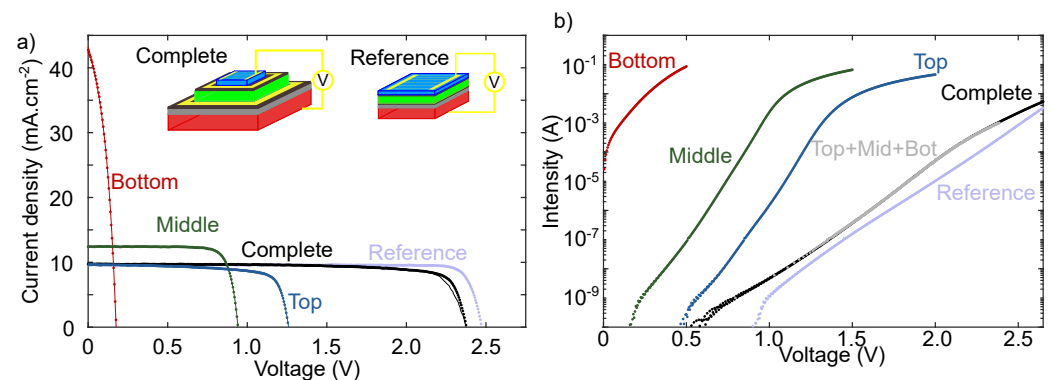 a)
Current density (mA.cm⁻²)
40
30
20
10
0
0
0.5
1.0
1.5
2.0
2.5
Voltage (V)
Complete
V
Reference
V
Bottom
Middle
Complete
Reference
Top
b)
Intensity (A)
10⁻¹
10⁻³
10⁻⁵
10⁻⁷
10⁻⁹
0
0.5
1.0
1.5
2.0
2.5
Voltage (V)
Bottom
Top
Complete
Middle
Top+Mid+Bot
Reference